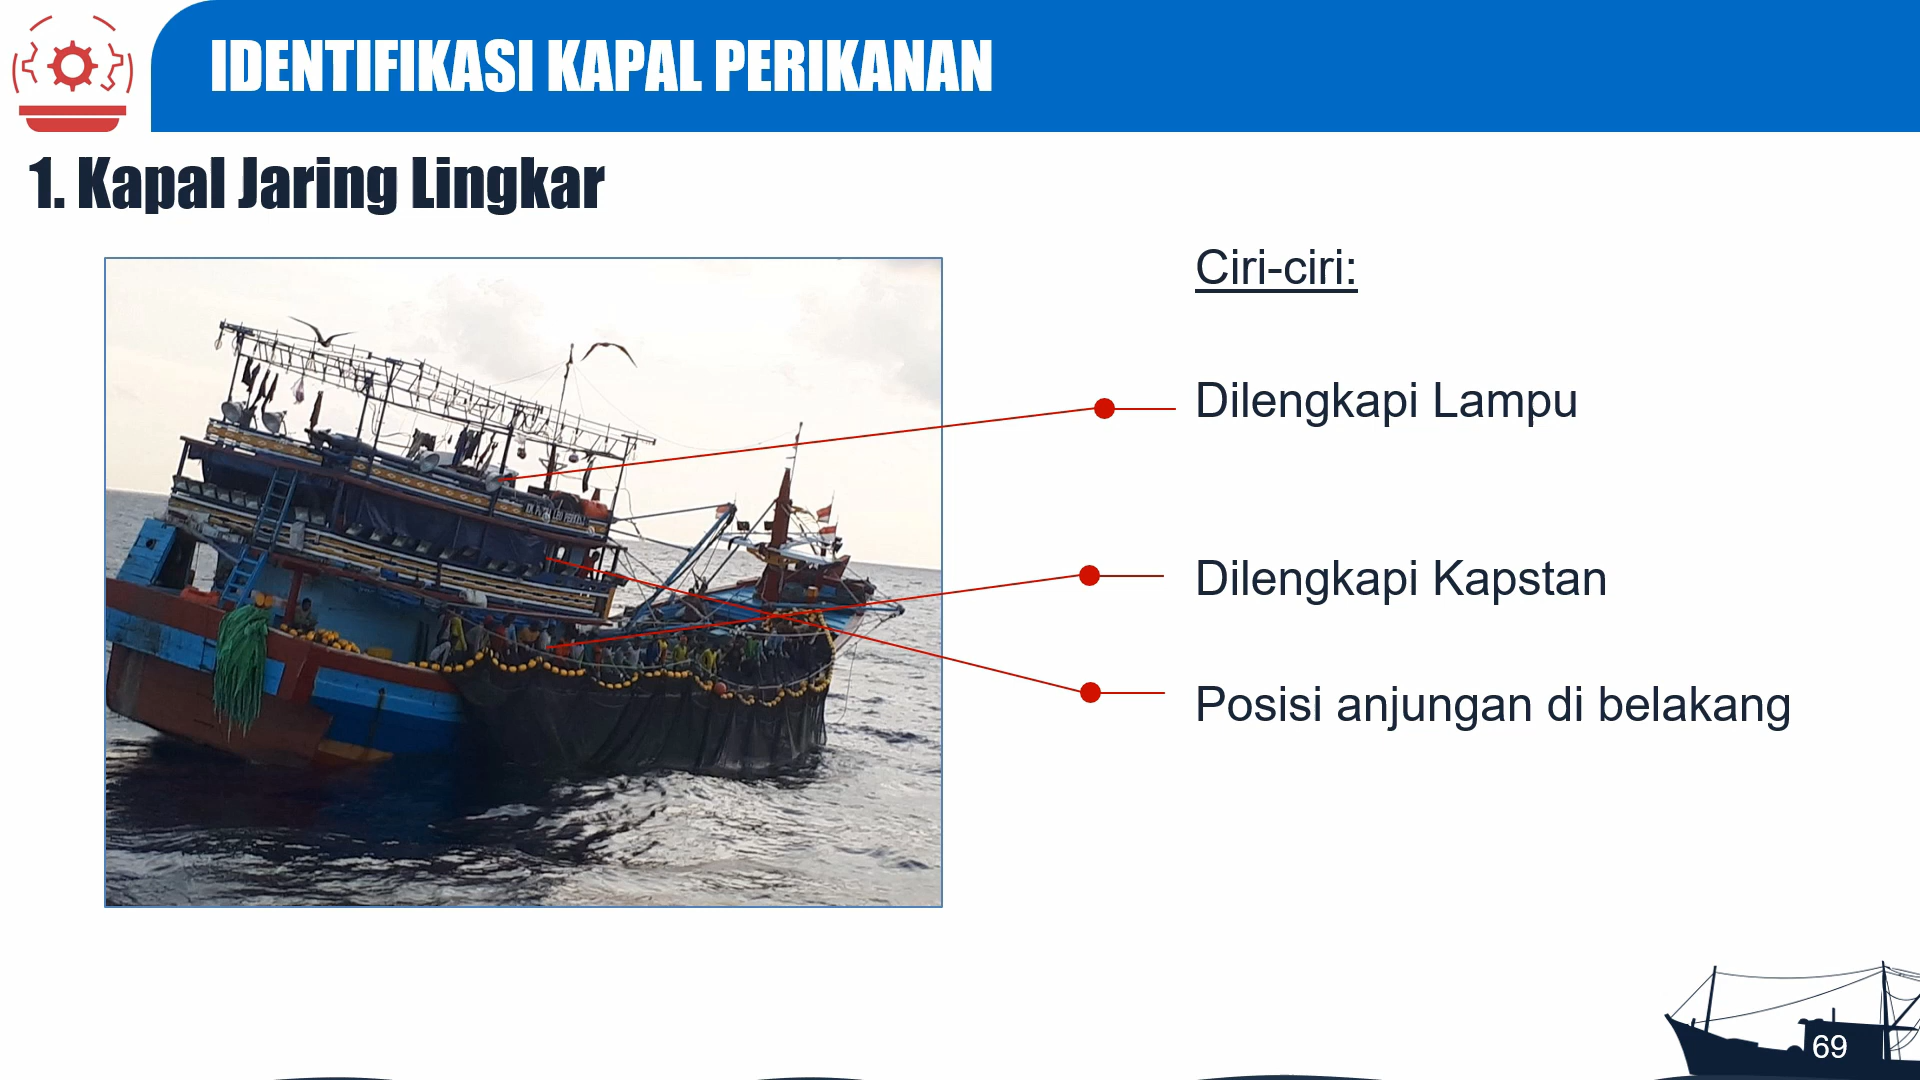 IDENTIFIKASI KAPAL PERIKANAN
1. Kapal Jaring Lingkar
Ciri-ciri:
Dilengkapi Lampu
Dilengkapi Kapstan
Posisi anjungan di belakang
69